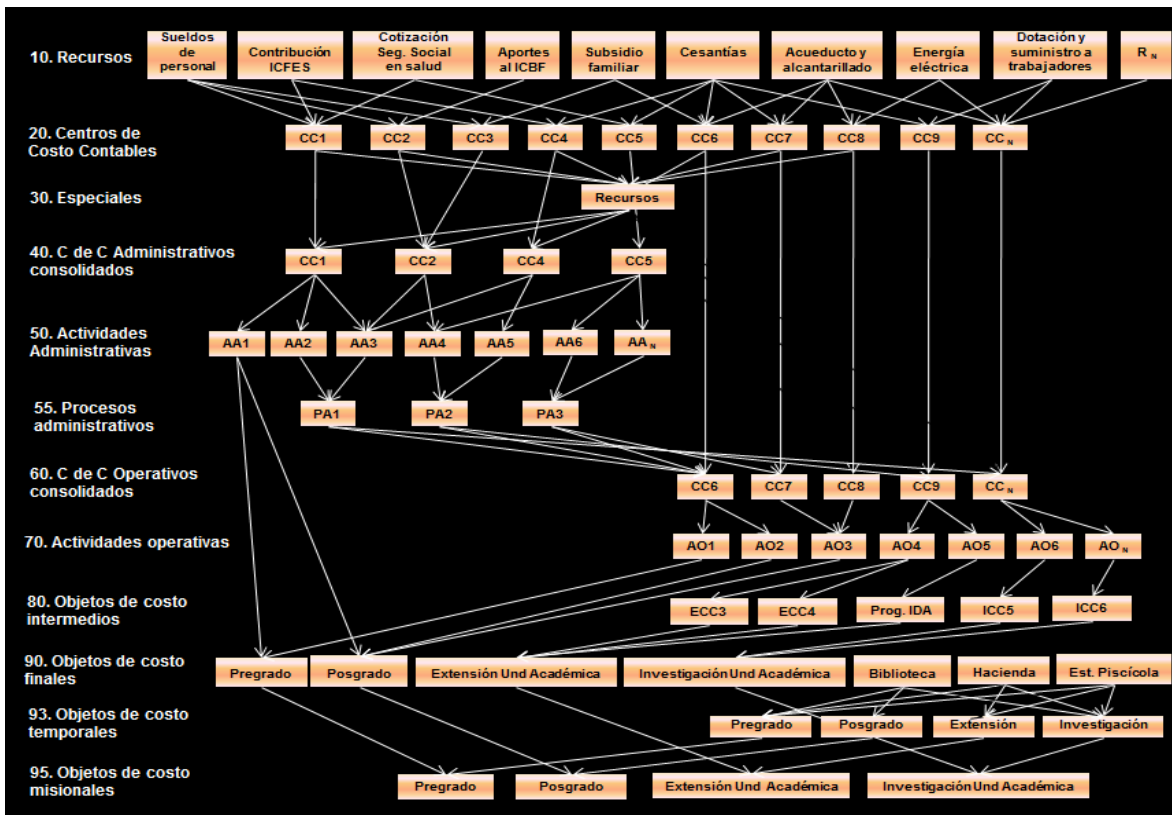 10. Recursos
Sueldos
de
personal
Contribución
ICFES
Cotización
Seg. Social
en salud
Aportes
al ICBF
Subsidio
familiar
Cesantías
Acueducto y
alcantarillado
Energía
eléctrica
Dotación y
suministro a
trabajadores
R N
20. Centros de
Costo Contables
CC1
CC2
CC3
CC4
CC5
CC6
CC7
CC8
CC9
CC N
30. Especiales
Recursos
40. C de C Administrativos
consolidados
CC1
CC2
CC4
CC5
50. Actividades
Administrativas
AA1
AA2
AA3
AA4
AA5
AA6
AA N
55. Procesos
administrativos
PA1
PA2
PA3
60. C de C Operativos
consolidados
CC6
CC7
CC8
CC9
CC N
70. Actividades operativas
AO1
AO2
AO3
AO4
AO5
AO6
AO N
80. Objetos de costo
intermedios
ECC3
ECC4
Prog. IDA
ICC5
ICC6
90. Objetos de costo
finales
Pregrado
Posgrado
Extensión Und Académica
Investigación Und Académica
Biblioteca
Hacienda
Est. Piscícola
93. Objetos de costo
temporales
Pregrado
Posgrado
Extensión
Investigación
95. Objetos de costo
misionales
Pregrado
Posgrado
Extensión Und Académica
Investigación Und Académica